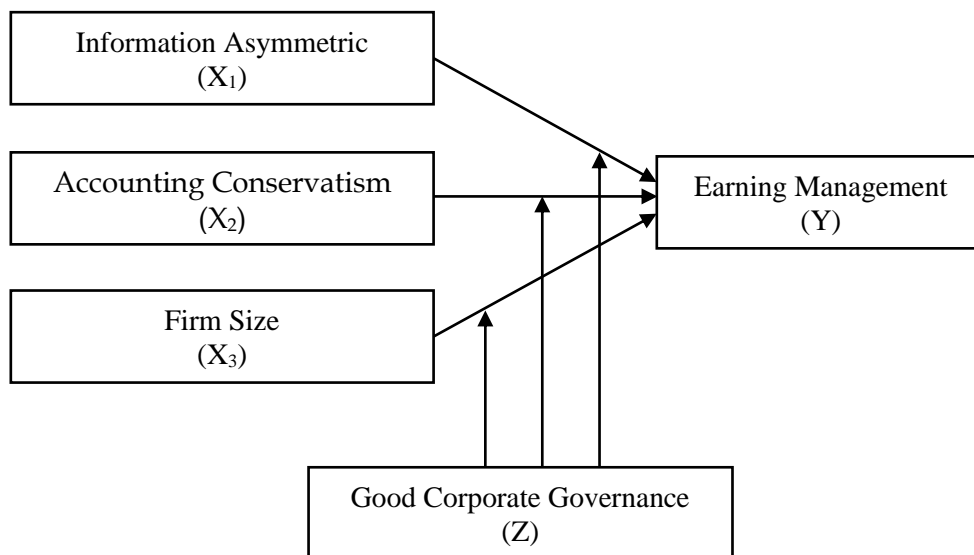 Information Asymmetric
(X₁)
Accounting Conservatism
(X₂)
Earning Management
(Y)
Firm Size
(X₃)
Good Corporate Governance
(Z)